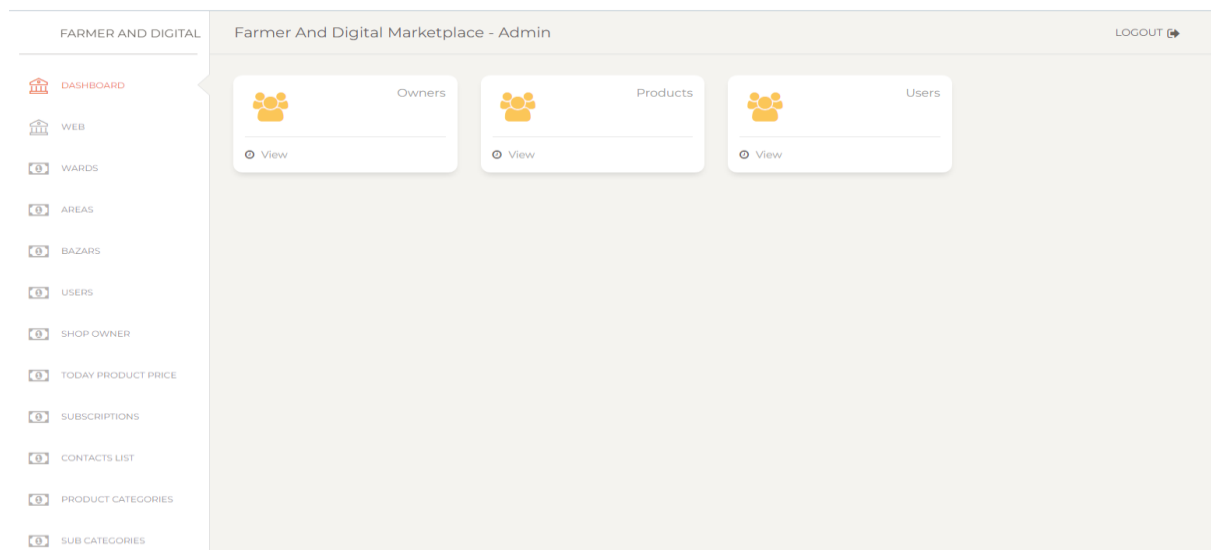 FARMER AND DIGITAL
Farmer And Digital Marketplace - Admin
LOGOUT
DASHBOARD
WEB
WARDS
AREAS
BAZARS
USERS
SHOP OWNER
TODAY PRODUCT PRICE
SUBSCRIPTIONS
CONTACTS LIST
PRODUCT CATEGORIES
SUB CATEGORIES
Owners
View
Products
View
Users
View